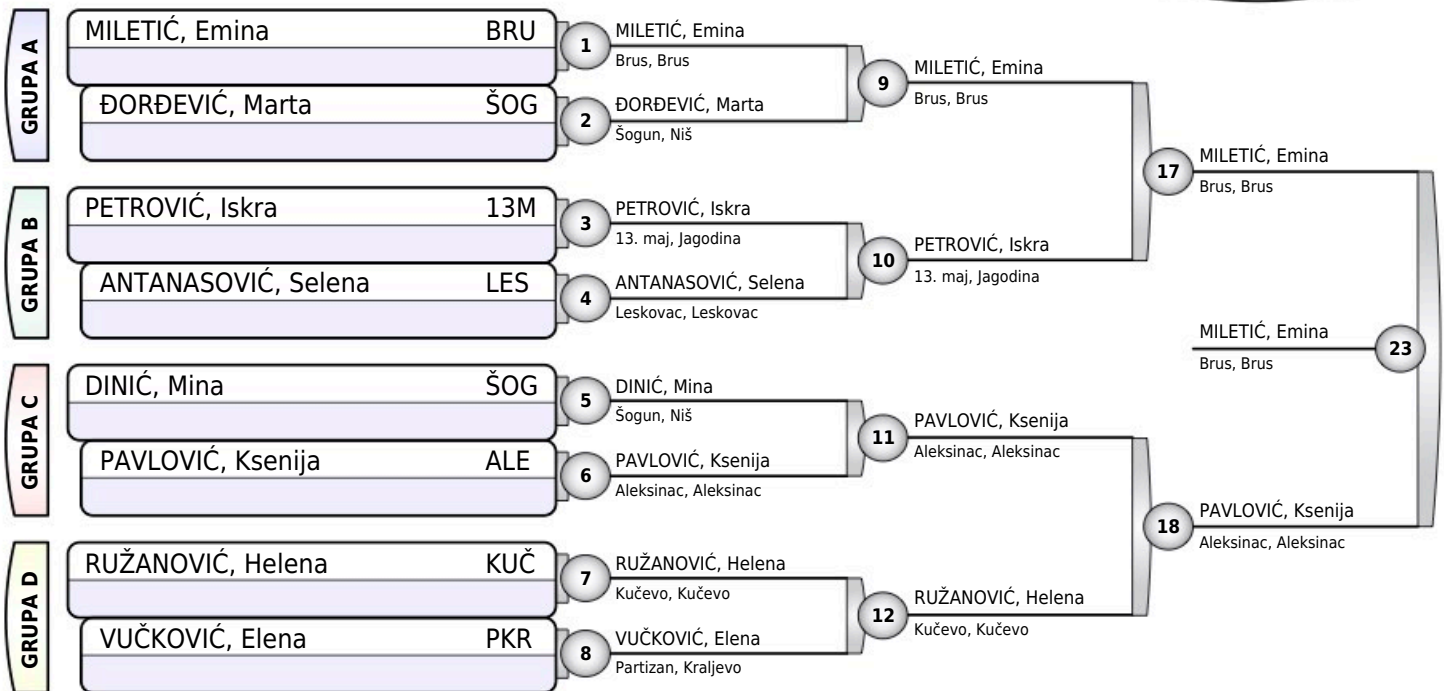 GRUPA A
MILETIĆ, Emina BRU
ĐORĐEVIĆ, Marta ŠOG
GRUPA B
PETROVIĆ, Iskra 13M
ANTANASOVIĆ, Selena LES
GRUPA C
DINIĆ, Mina ŠOG
PAVLOVIĆ, Ksenija ALE
GRUPA D
RUŽANOVIĆ, Helena KUČ
VUČKOVIĆ, Elena PKR
1
MILETIĆ, Emina
Brus, Brus
2
ĐORĐEVIĆ, Marta
Šogun, Niš
3
PETROVIĆ, Iskra
13. maj, Jagodina
4
ANTANASOVIĆ, Selena
Leskovac, Leskovac
5
DINIĆ, Mina
Šogun, Niš
6
PAVLOVIĆ, Ksenija
Aleksinac, Aleksinac
7
RUŽANOVIĆ, Helena
Kučevo, Kučevo
8
VUČKOVIĆ, Elena
Partizan, Kraljevo
9
MILETIĆ, Emina
Brus, Brus
10
PETROVIĆ, Iskra
13. maj, Jagodina
11
PAVLOVIĆ, Ksenija
Aleksinac, Aleksinac
12
RUŽANOVIĆ, Helena
Kučevo, Kučevo
17
MILETIĆ, Emina
Brus, Brus
18
PAVLOVIĆ, Ksenija
Aleksinac, Aleksinac
MILETIĆ, Emina
Brus, Brus
23